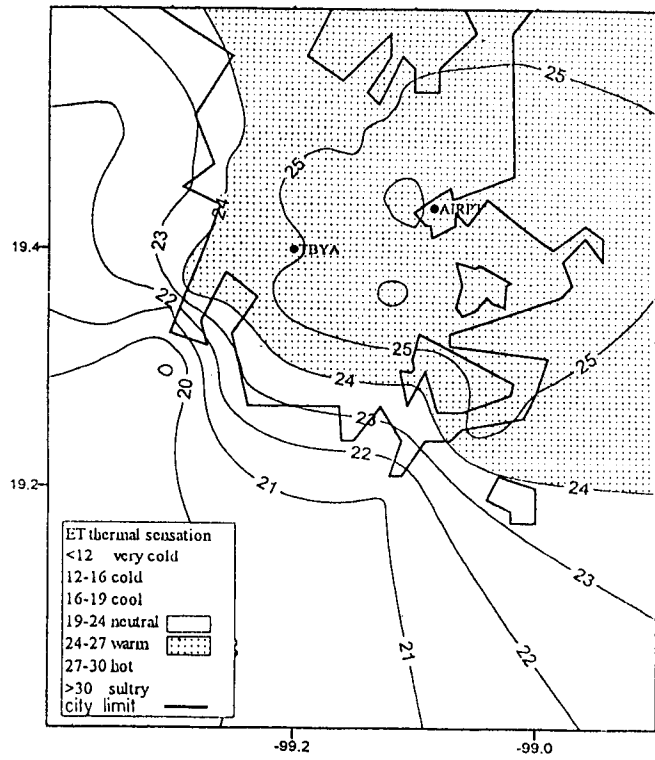 25
25
24
AIRPT
23
TBYA
19.4
22
25
25
24
20
23
22
21
24
19.2
ET thermal sensation
<12 very cold
12-16 cold
16-19 cool
23
19-24 neutral
24-27 warm
21
22
27-30 hot
>30 sultry
city limit
-99.2 -99.0